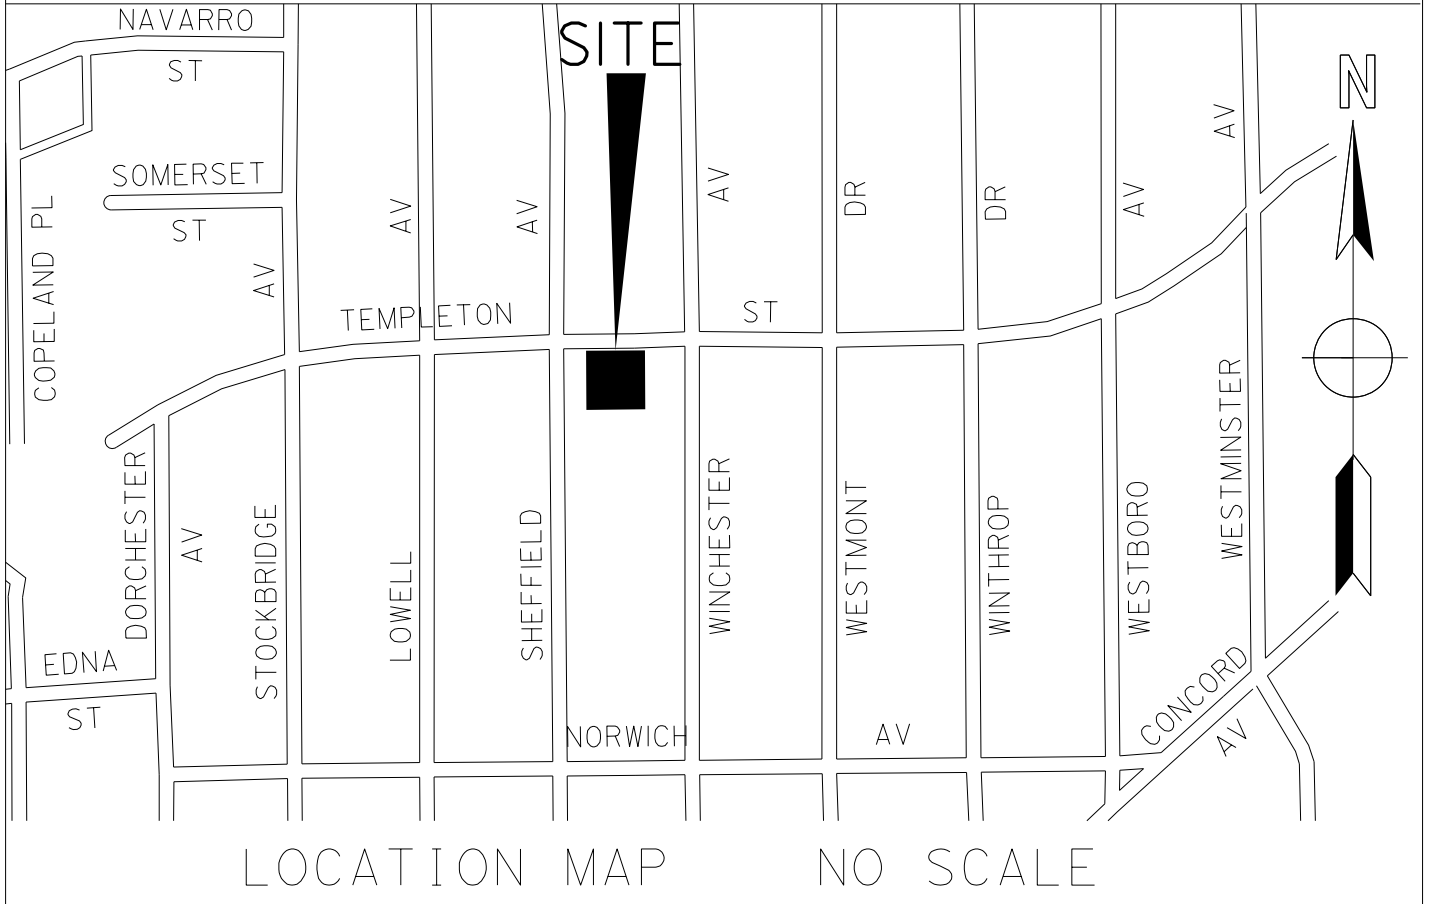 NAVARRO
ST
SITE
N
SOMERSET
ST
COPELAND PL
AV
AV
AV
AV
DR
DR
AV
AV
TEMPLETON
ST
DORCHESTER
AV
STOCKBRIDGE
LOWELL
SHEFFIELD
WINCHESTER
WESTMONT
WINTHROP
WESTBORO
WESTMINSTER
EDNA
ST
NORWICH
AV
CONCORD
AV
LOCATION MAP NO SCALE